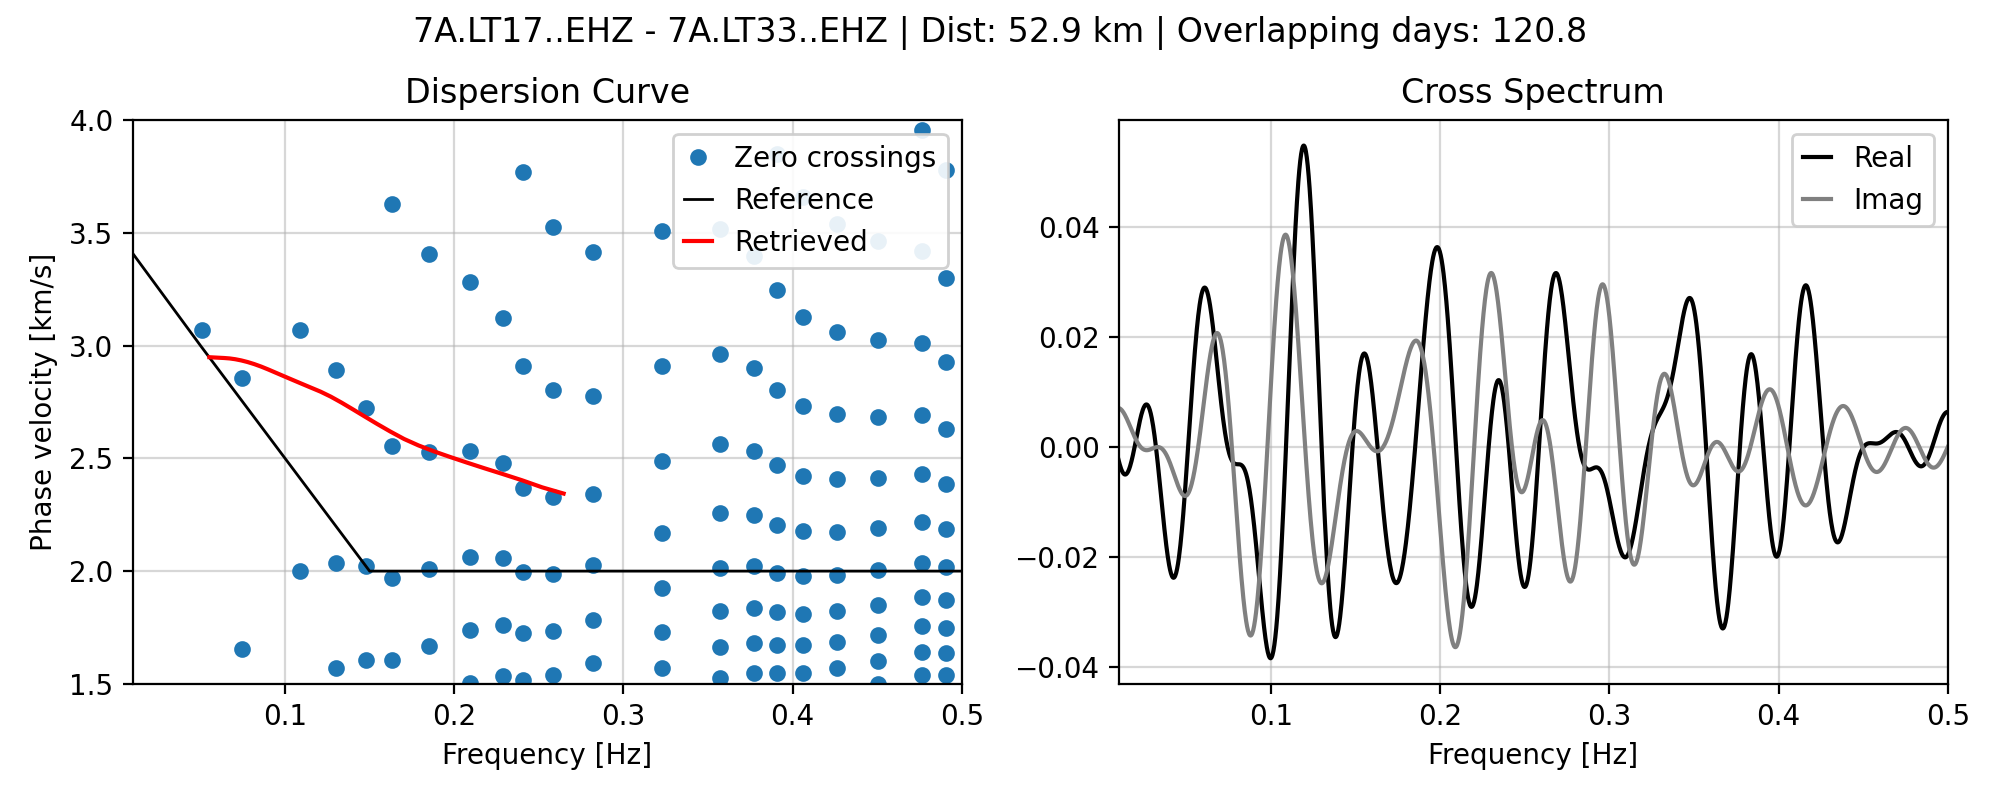 7A.LT17..EHZ - 7A.LT33..EHZ | Dist: 52.9 km | Overlapping days: 120.8
Dispersion Curve
4.0
3.5
3.0
2.5
2.0
1.5
Phase velocity [km/s]
Zero crossings
Reference
Retrieved
0.1
0.2
0.3
0.4
0.5
Frequency [Hz]
Cross Spectrum
0.04
0.02
0.00
−0.02
−0.04
Real
Imag
0.1
0.2
0.3
0.4
0.5
Frequency [Hz]